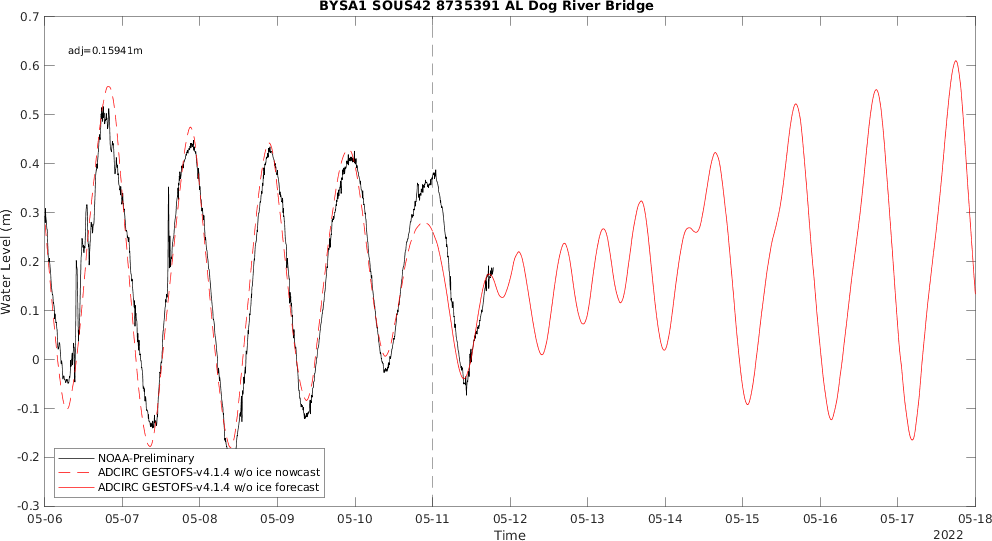 BYSA1 SOUS42 8735391 AL Dog River Bridge
adj=0.15941m
Water Level (m)
0.7
0.6
0.5
0.4
0.3
0.2
0.1
0
-0.1
-0.2
-0.3
NOAA-Preliminary
ADCIRC GESTOFS-v4.1.4 w/o ice nowcast
ADCIRC GESTOFS-v4.1.4 w/o ice forecast
05-06 05-07 05-08 05-09 05-10 05-11 05-12 05-13 05-14 05-15 05-16 05-17 05-18
Time
2022